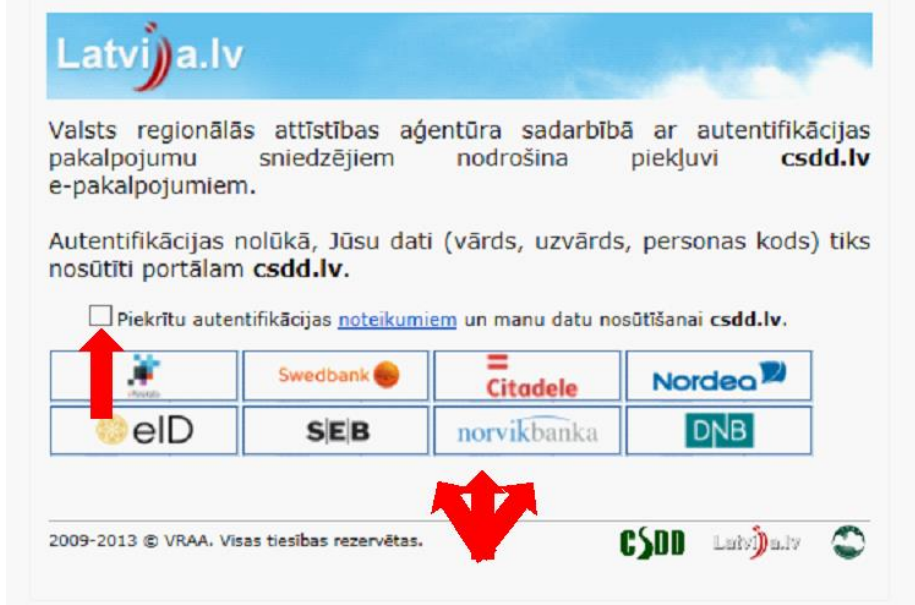 Latvija.lv
Valsts reģionālās attīstības aģentūra sadarbībā ar autentifikācijas
pakalpojumu sniedzējiem nodrošina piekļuvi csdd.lv
e-pakalpojumiem.
Autentifikācijas nolūkā, Jūsu dati (vārds, uzvārds, personas kods) tiks
nosūtīti portālam csdd.lv.
Piekrītu autentifikācijas noteikumiem un manu datu nosūtīšanai csdd.lv.
Swedbank Citadele Nordea
eID SEB norvikbanka DNB
2009-2013 © VRAA. Visas tiesības rezervētas. CSDD Latvija.lv